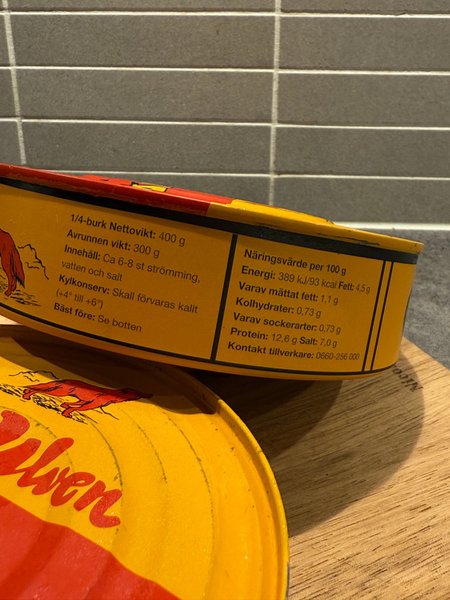 1/4-burk Nettovikt: 400 g
Avrunnen vikt: 300 g
Innehåll: Ca 6-8 st strömming,
vatten och salt
Kylkonserv: Skall förvaras kallt
(+4° till +6°)
Bäst före: Se botten
Näringsvärde per 100 g
Energi: 389 kJ/93 kcal Fett: 4,5 g
Varav mättat fett: 1,1 g
Kolhydrater: 0,73 g
Varav sockerarter: 0,73 g
Protein: 12,6 g Salt: 7,0 g
Kontakt tillverkare: 0660-256 000
Ulven